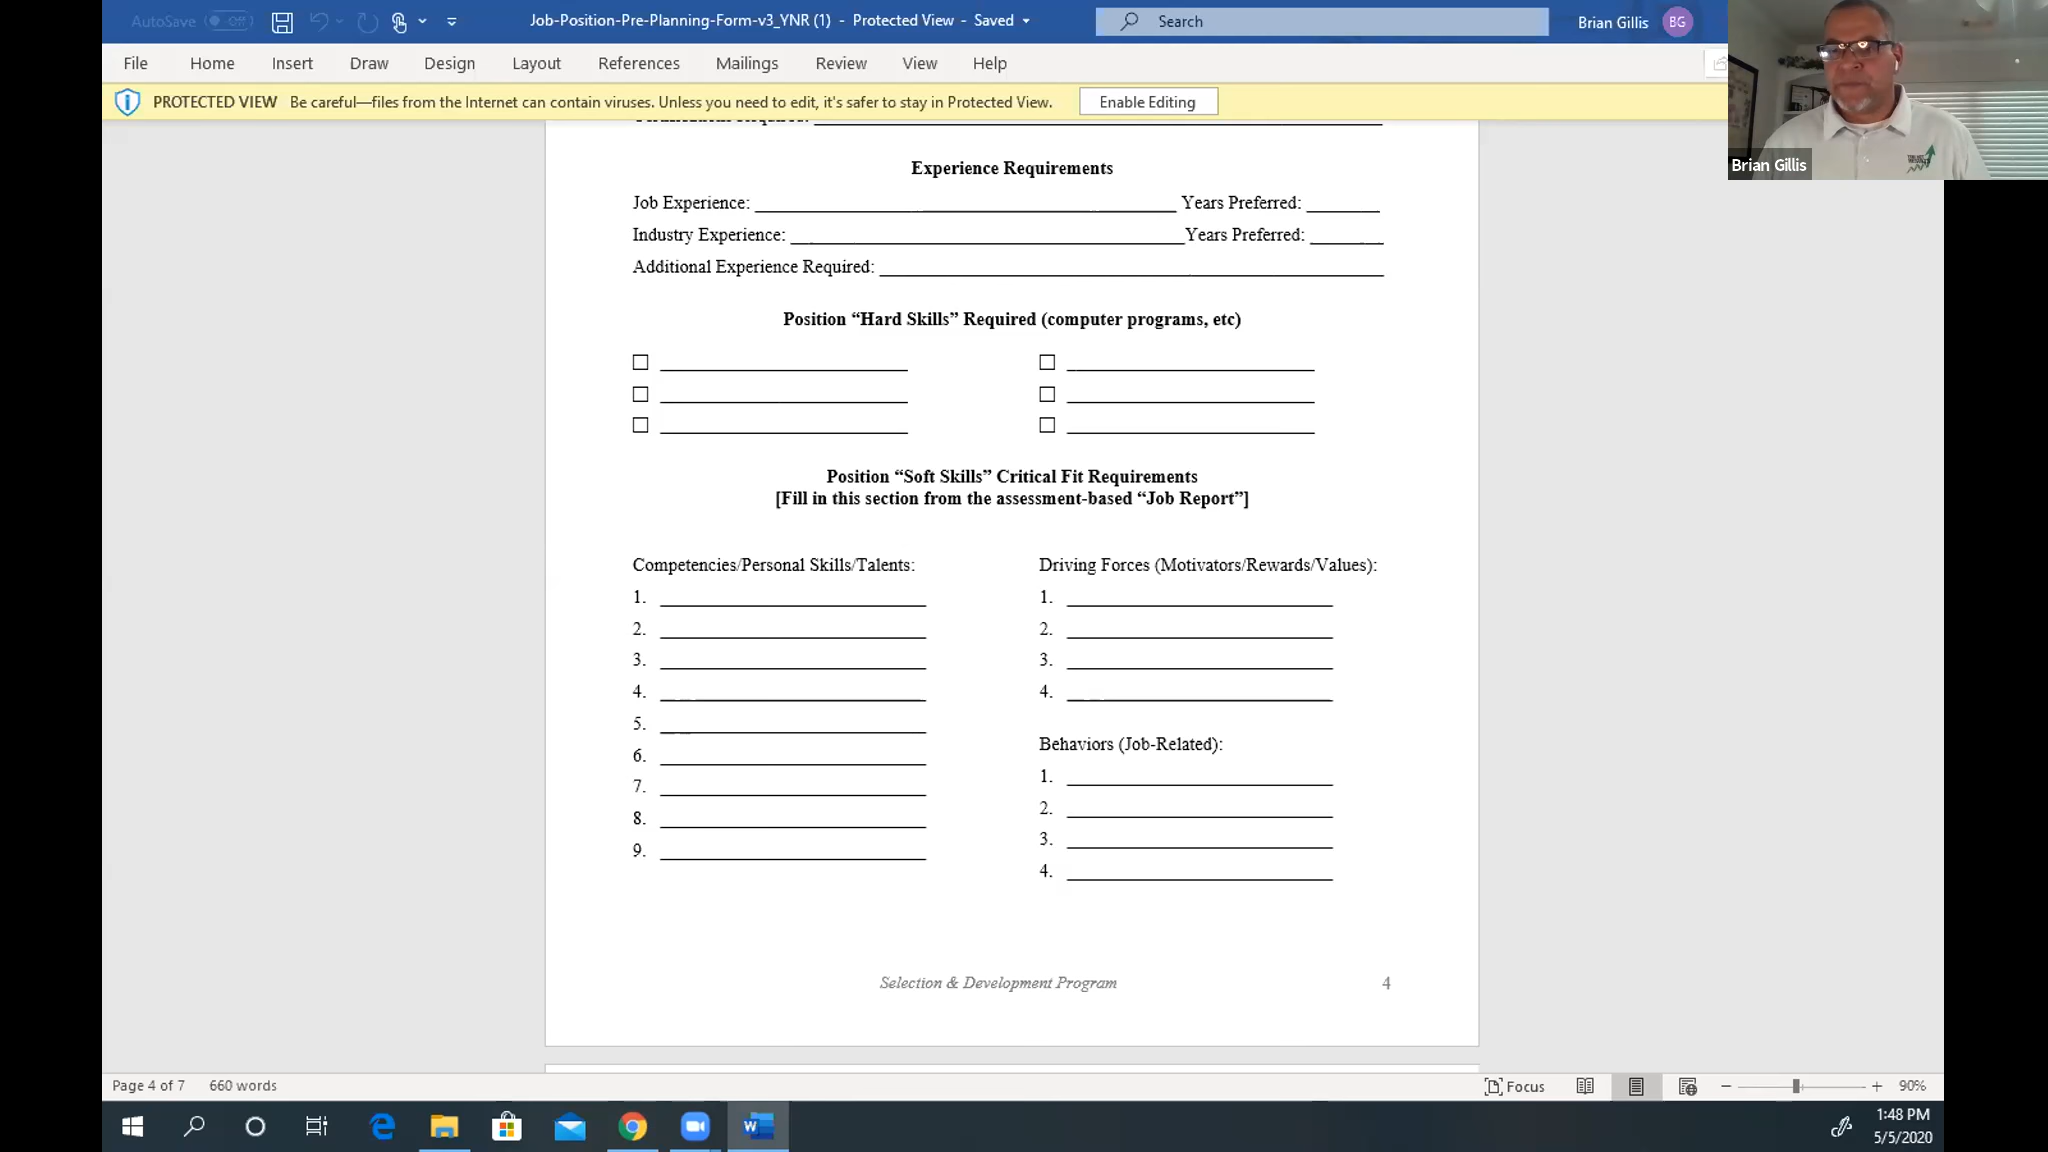 AutoSave Off Job-Position-Pre-Planning-Form-v3_YNR (1) - Protected View - Saved Search Brian Gillis BG
File Home Insert Draw Design Layout References Mailings Review View Help
PROTECTED VIEW Be careful—files from the Internet can contain viruses. Unless you need to edit, it's safer to stay in Protected View. Enable Editing
Brian Gillis
Experience Requirements
Job Experience: Years Preferred:
Industry Experience: Years Preferred:
Additional Experience Required:
Position “Hard Skills” Required (computer programs, etc)
Position “Soft Skills” Critical Fit Requirements
[Fill in this section from the assessment-based “Job Report”]
Competencies/Personal Skills/Talents:
1.
2.
3.
4.
5.
6.
7.
8.
9.
Driving Forces (Motivators/Rewards/Values):
1.
2.
3.
4.
Behaviors (Job-Related):
1.
2.
3.
4.
Selection & Development Program 4
Page 4 of 7 660 words Focus 90%
1:48 PM
5/5/2020